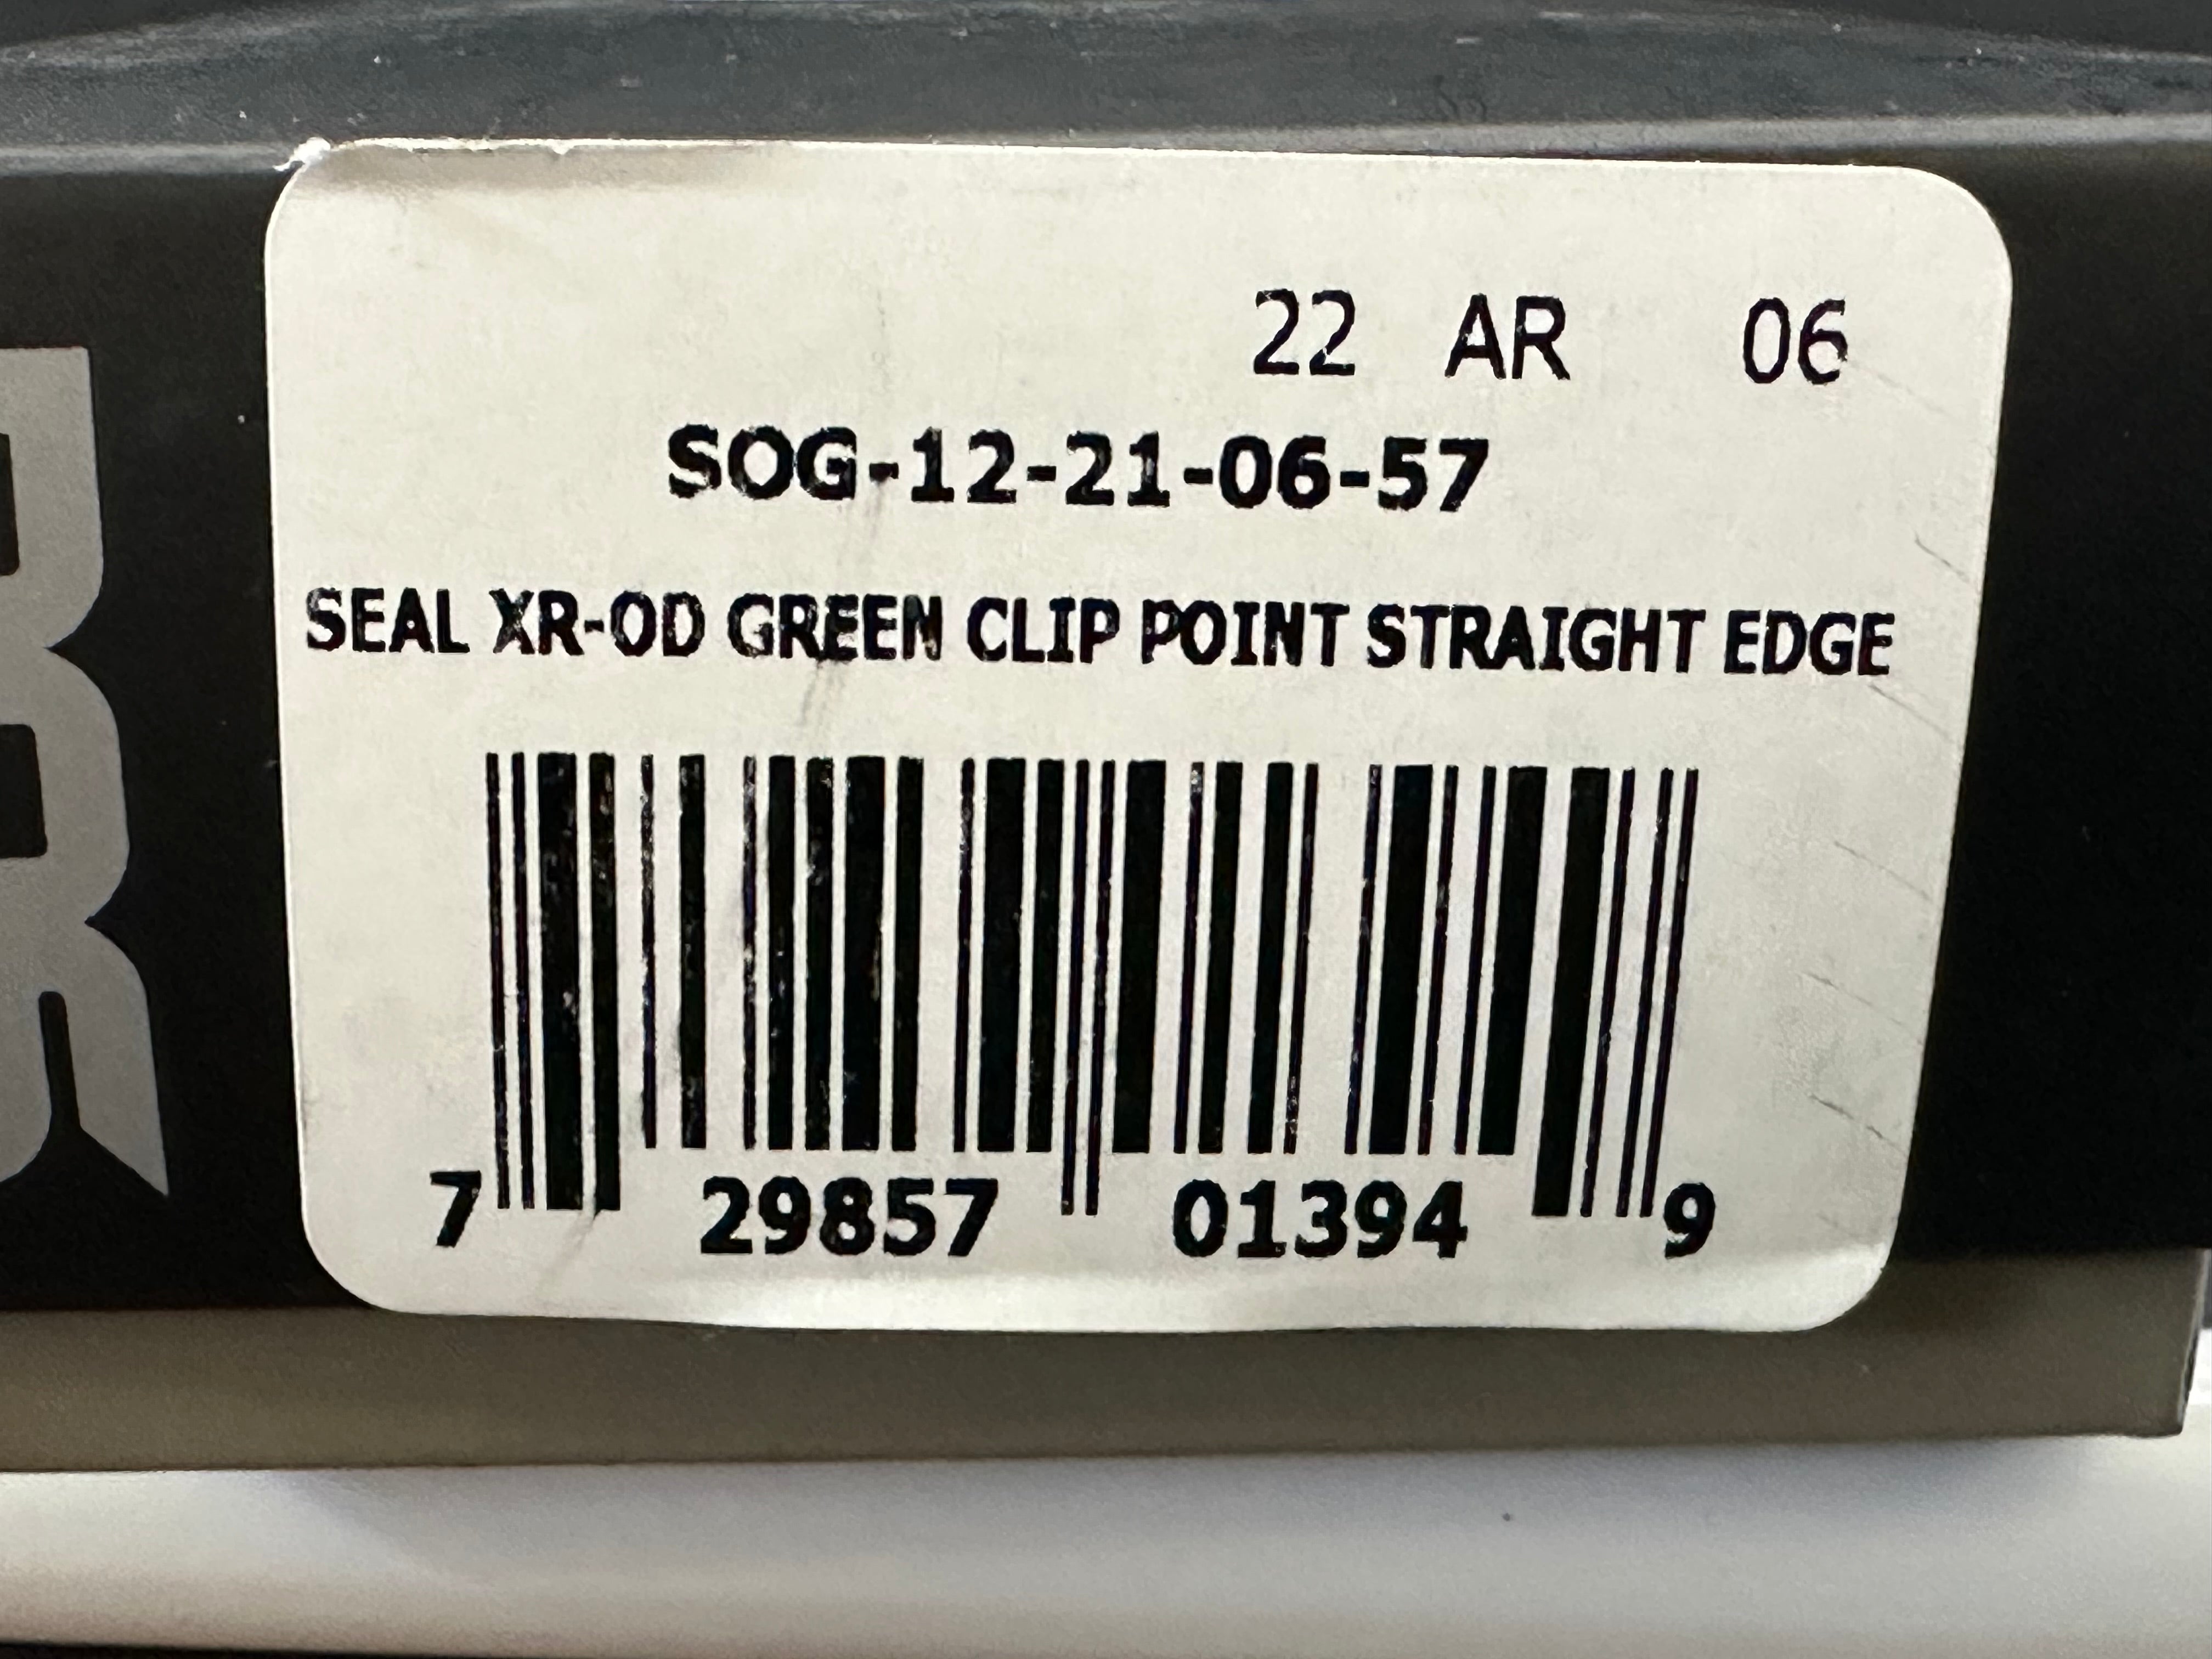 22 AR 06
SOG-12-21-06-57
SEAL XR-OD GREEN CLIP POINT STRAIGHT EDGE
7 29857 01394 9